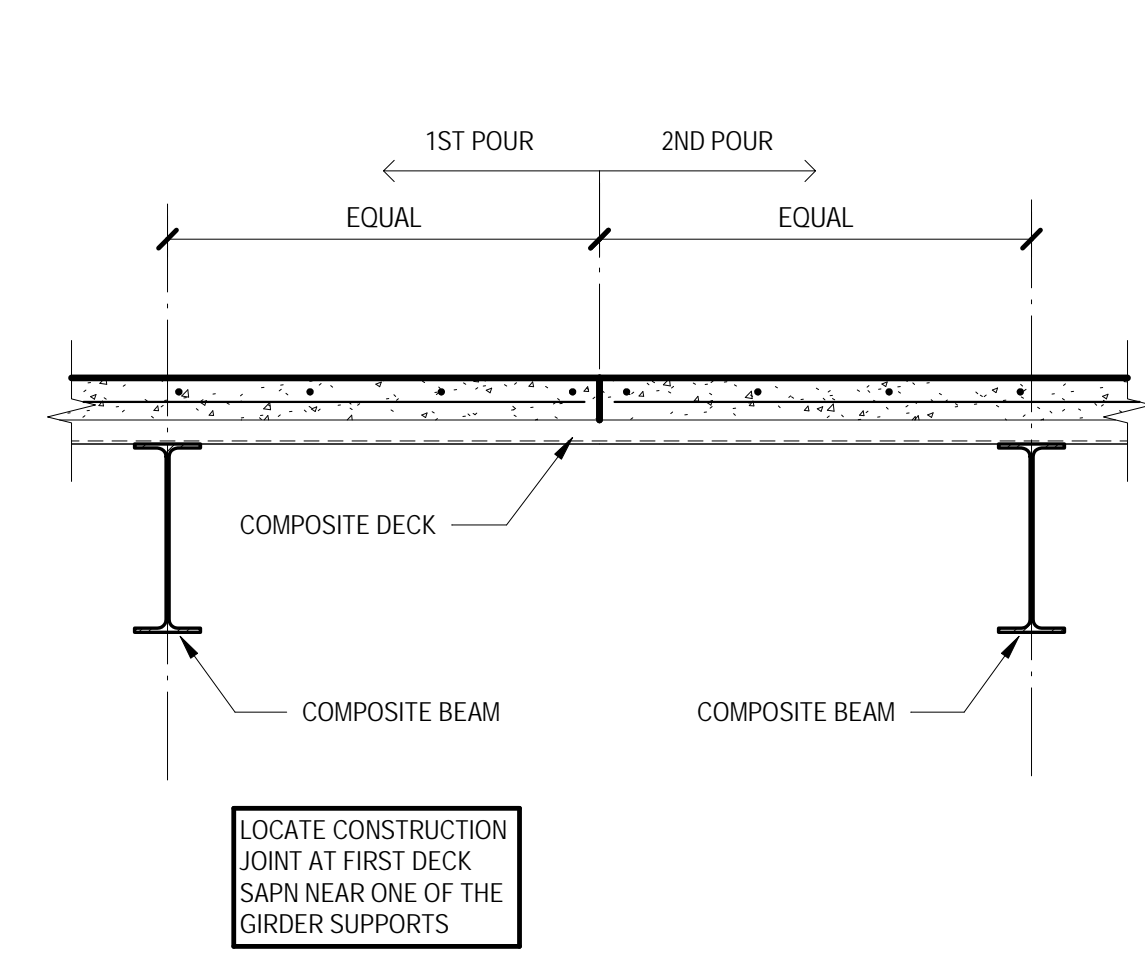 1ST POUR
2ND POUR
EQUAL
EQUAL
COMPOSITE DECK
COMPOSITE BEAM
COMPOSITE BEAM
LOCATE CONSTRUCTION
JOINT AT FIRST DECK
SAPN NEAR ONE OF THE
GIRDER SUPPORTS